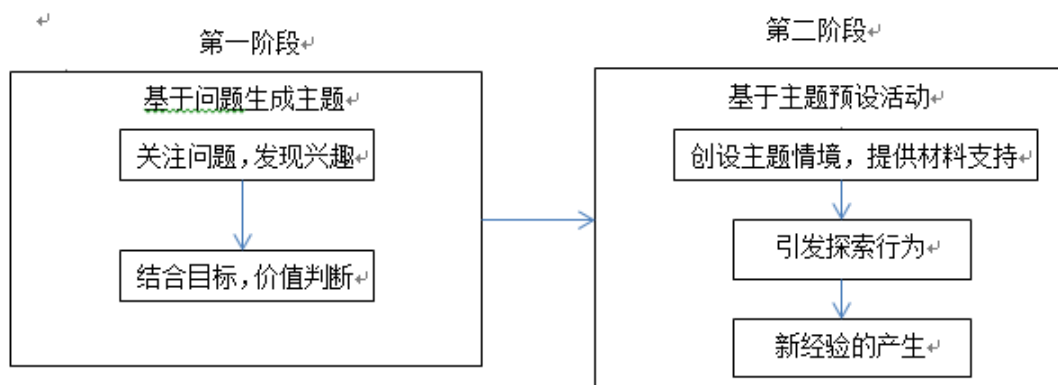 第一阶段
基于问题生成主题
关注问题，发现兴趣
结合目标，价值判断
第二阶段
基于主题预设活动
创设主题情境，提供材料支持
引发探索行为
新经验的产生